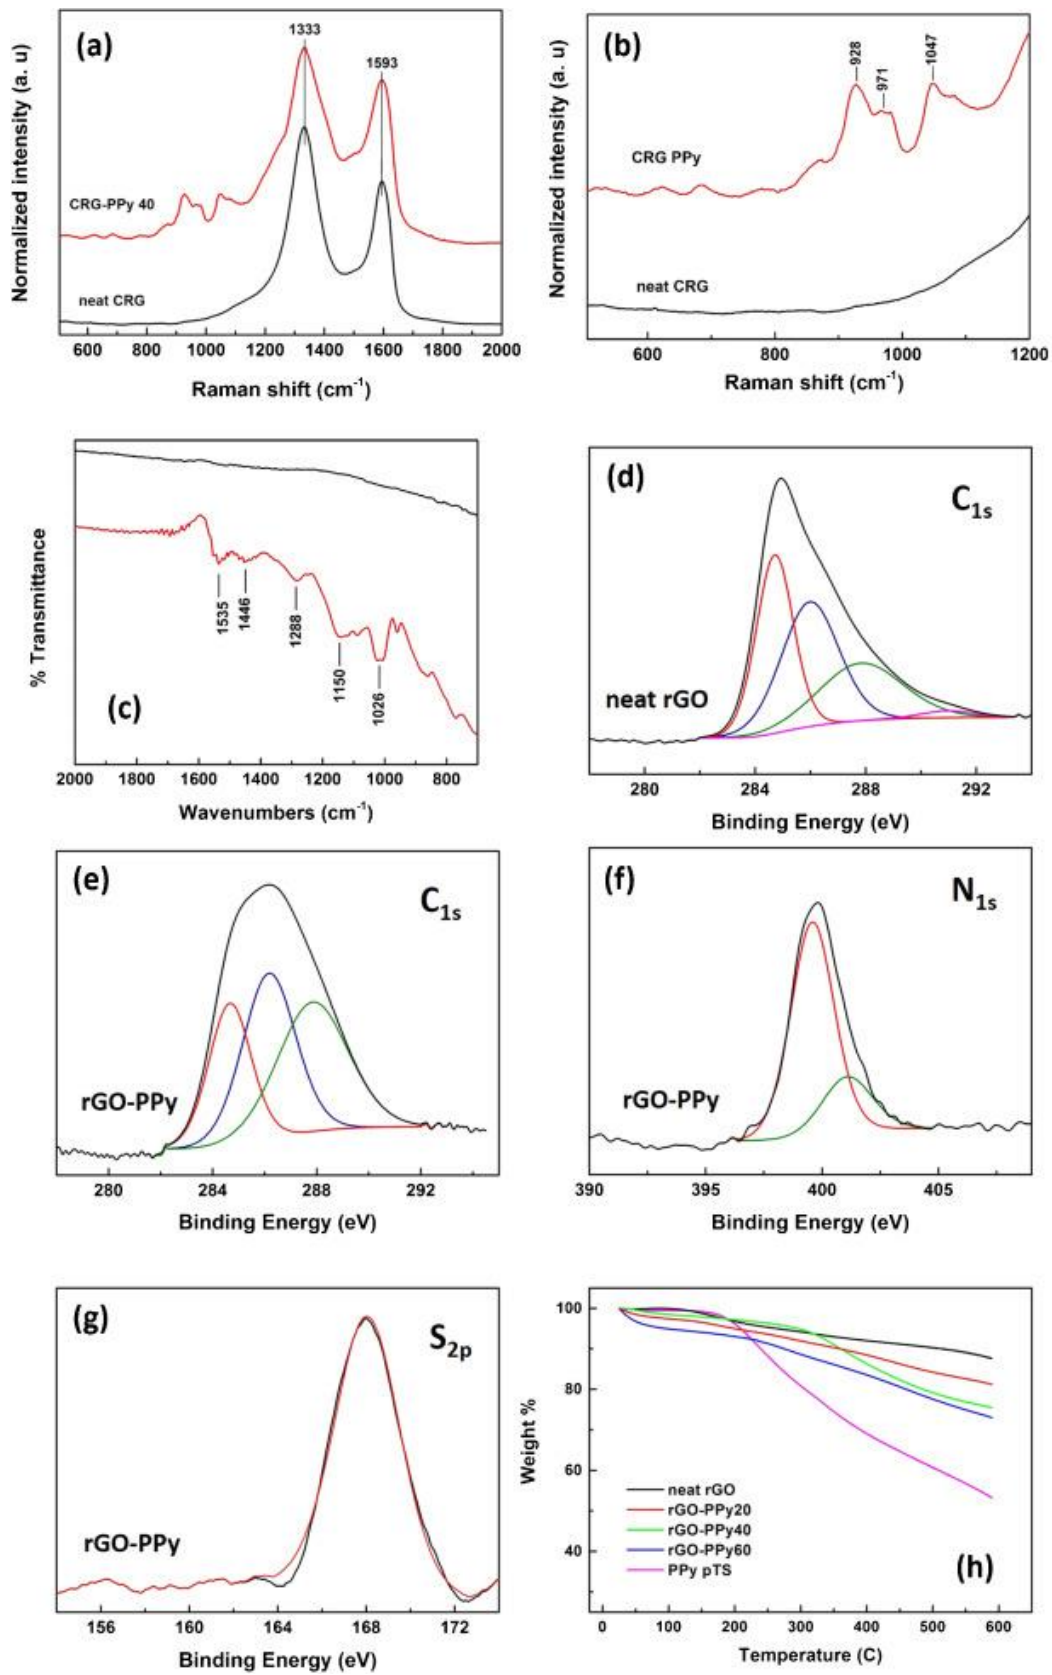 (a)
1333
1593
CRG-PPy 40
neat CRG
Normalized intensity (a. u)
600 800 1000 1200 1400 1600 1800 2000
Raman shift (cm⁻¹)
(b)
928
971
1047
CRG PPy
neat CRG
Normalized intensity (a. u)
600 800 1000 1200
Raman shift (cm⁻¹)
(c)
1535
1446
1288
1150
1026
% Transmittance
2000 1800 1600 1400 1200 1000 800
Wavenumbers (cm⁻¹)
(d)
C1s
neat rGO
280 284 288 292
Binding Energy (eV)
(e)
C1s
rGO-PPy
280 284 288 292
Binding Energy (eV)
(f)
N1s
rGO-PPy
390 395 400 405
Binding Energy (eV)
(g)
S2p
rGO-PPy
156 160 164 168 172
Binding Energy (eV)
100
80
60
40
Weight %
neat rGO
rGO-PPy20
rGO-PPy40
rGO-PPy60
PPy pTS
(h)
0 100 200 300 400 500 600
Temperature (C)